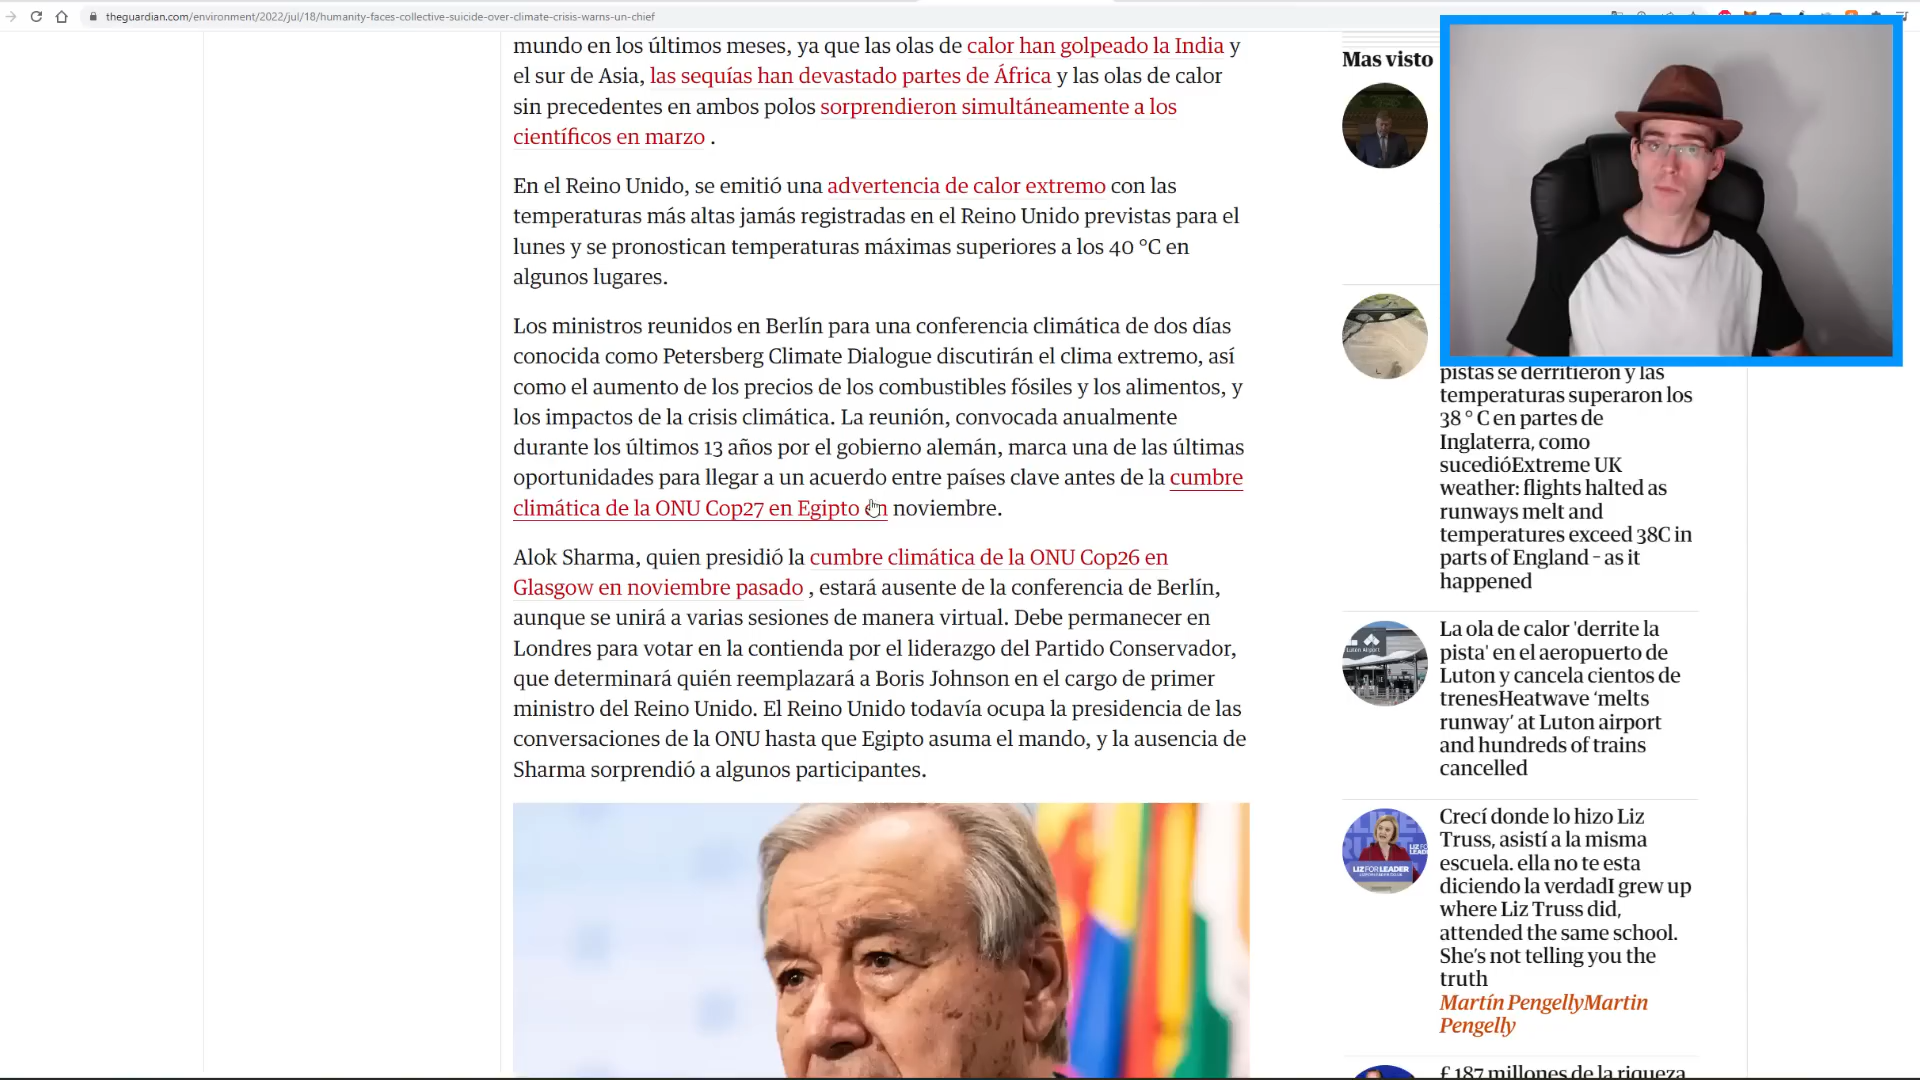 theguardian.com/environment/2022/jul/18/humanity-faces-collective-suicide-over-climate-crisis-warns-un-chief
mundo en los últimos meses, ya que las olas de calor han golpeado la India y
el sur de Asia, las sequías han devastado partes de África y las olas de calor
sin precedentes en ambos polos sorprendieron simultáneamente a los
científicos en marzo .
En el Reino Unido, se emitió una advertencia de calor extremo con las
temperaturas más altas jamás registradas en el Reino Unido previstas para el
lunes y se pronostican temperaturas máximas superiores a los 40 °C en
algunos lugares.
Los ministros reunidos en Berlín para una conferencia climática de dos días
conocida como Petersberg Climate Dialogue discutirán el clima extremo, así
como el aumento de los precios de los combustibles fósiles y los alimentos, y
los impactos de la crisis climática. La reunión, convocada anualmente
durante los últimos 13 años por el gobierno alemán, marca una de las últimas
oportunidades para llegar a un acuerdo entre países clave antes de la cumbre
climática de la ONU Cop27 en Egipto en noviembre.
Alok Sharma, quien presidió la cumbre climática de la ONU Cop26 en
Glasgow en noviembre pasado , estará ausente de la conferencia de Berlín,
aunque se unirá a varias sesiones de manera virtual. Debe permanecer en
Londres para votar en la contienda por el liderazgo del Partido Conservador,
que determinará quién reemplazará a Boris Johnson en el cargo de primer
ministro del Reino Unido. El Reino Unido todavía ocupa la presidencia de las
conversaciones de la ONU hasta que Egipto asuma el mando, y la ausencia de
Sharma sorprendió a algunos participantes.
Mas visto
pistas se derritieron y las
temperaturas superaron los
38 ° C en partes de
Inglaterra, como
sucedióExtreme UK
weather: flights halted as
runways melt and
temperatures exceed 38C in
parts of England – as it
happened
Luton Airport
La ola de calor 'derrite la
pista' en el aeropuerto de
Luton y cancela cientos de
trenesHeatwave ‘melts
runway’ at Luton airport
and hundreds of trains
cancelled
LIZ FOR LEADER
Crecí donde lo hizo Liz
Truss, asistí a la misma
escuela. ella no te esta
diciendo la verdadI grew up
where Liz Truss did,
attended the same school.
She’s not telling you the
truth
Martín PengellyMartin
Pengelly
£ 187 millones de la riqueza